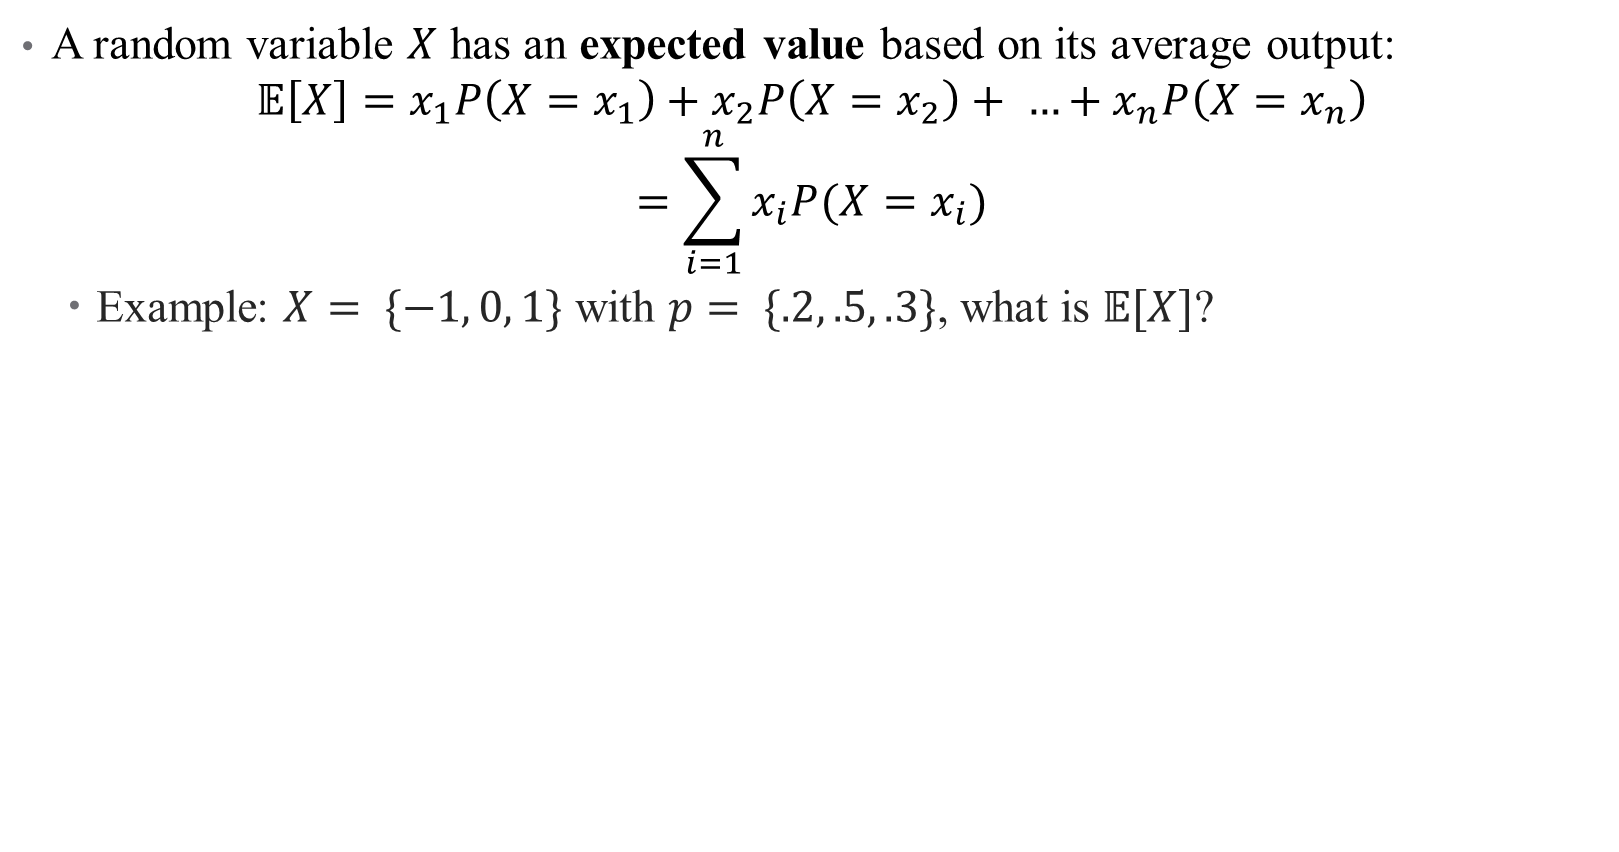 • A random variable 𝑋 has an expected value based on its average output:
𝔼[𝑋] = 𝑥₁𝑃(𝑋 = 𝑥₁) + 𝑥₂𝑃(𝑋 = 𝑥₂) + … + 𝑥ₙ𝑃(𝑋 = 𝑥ₙ)
= ∑ⁿᵢ₌₁ 𝑥ᵢ𝑃(𝑋 = 𝑥ᵢ)
• Example: 𝑋 = {−1, 0, 1} with 𝑝 = {.2, .5, .3}, what is 𝔼[𝑋]?